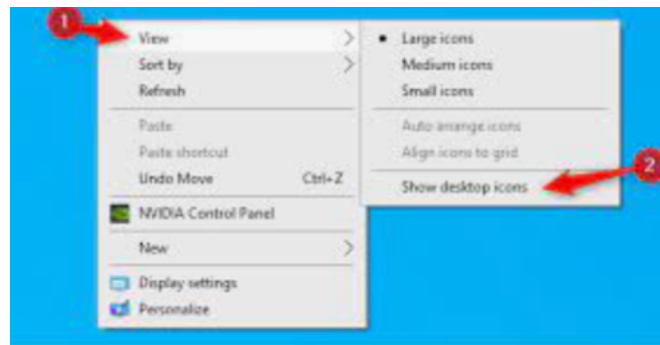 1
View
Sort by
Refresh
Paste
Paste shortcut
Undo Move Ctrl+Z
NVIDIA Control Panel
New
Display settings
Personalize
Large icons
Medium icons
Small icons
Auto arrange icons
Align icons to grid
Show desktop icons
2